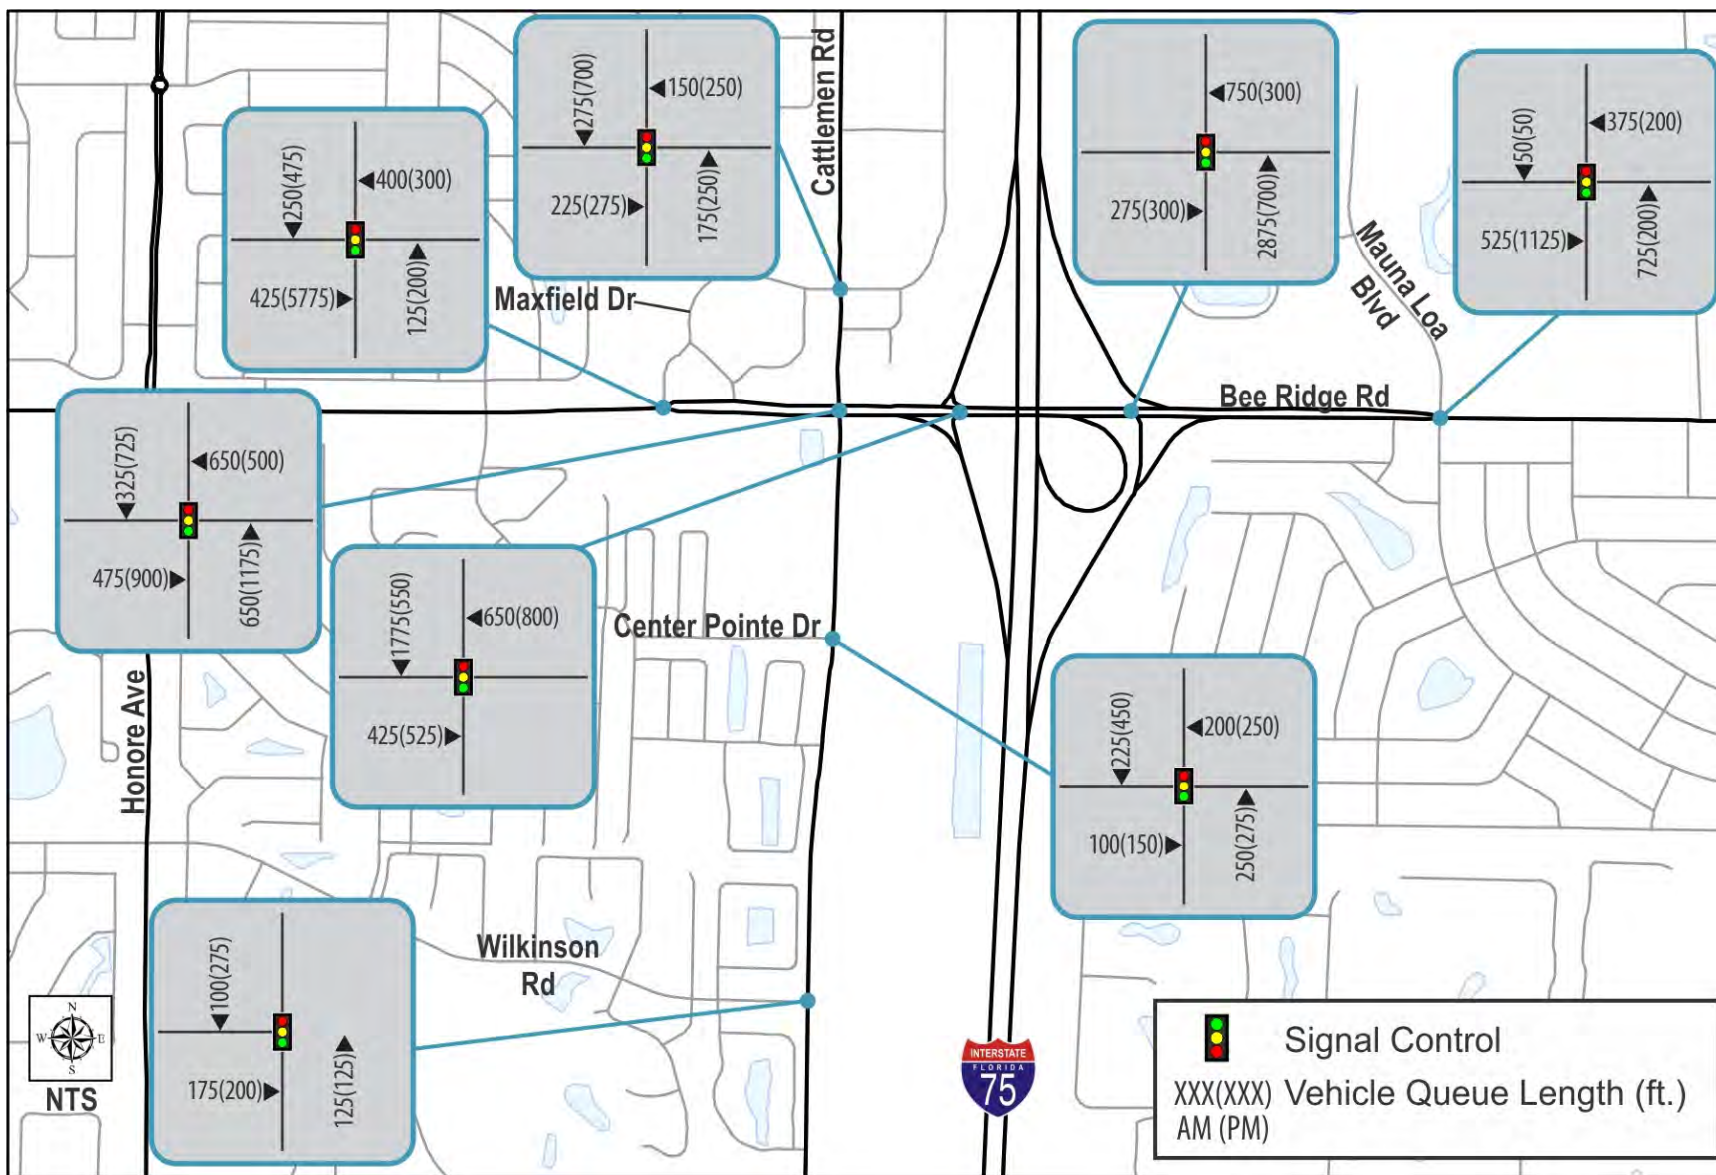 275(700)
150(250)
225(275)
175(250)
Cattlemen Rd
750(300)
275(300)
2875(700)
50(50)
375(200)
525(1125)
725(200)
250(475)
400(300)
425(5775)
125(200)
Maxfield Dr
Mauna Loa
Blvd
Bee Ridge Rd
325(725)
650(500)
475(900)
650(1175)
1775(550)
650(800)
425(525)
Center Pointe Dr
Honore Ave
225(450)
200(250)
100(150)
250(275)
100(275)
175(200)
125(125)
Wilkinson
Rd
N
W E
S
NTS
INTERSTATE
FLORIDA
75
Signal Control
XXX(XXX) Vehicle Queue Length (ft.)
AM (PM)